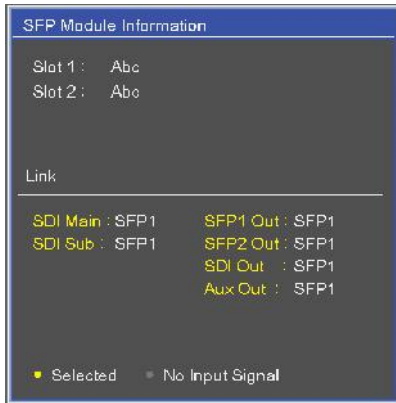 SFP Module Information
Slot 1 : Abc
Slot 2 : Abc
Link
SDI Main : SFP1 SFP1 Out : SFP1
SDI Sub : SFP1 SFP2 Out : SFP1
SDI Out : SFP1
Aux Out : SFP1
Selected No Input Signal